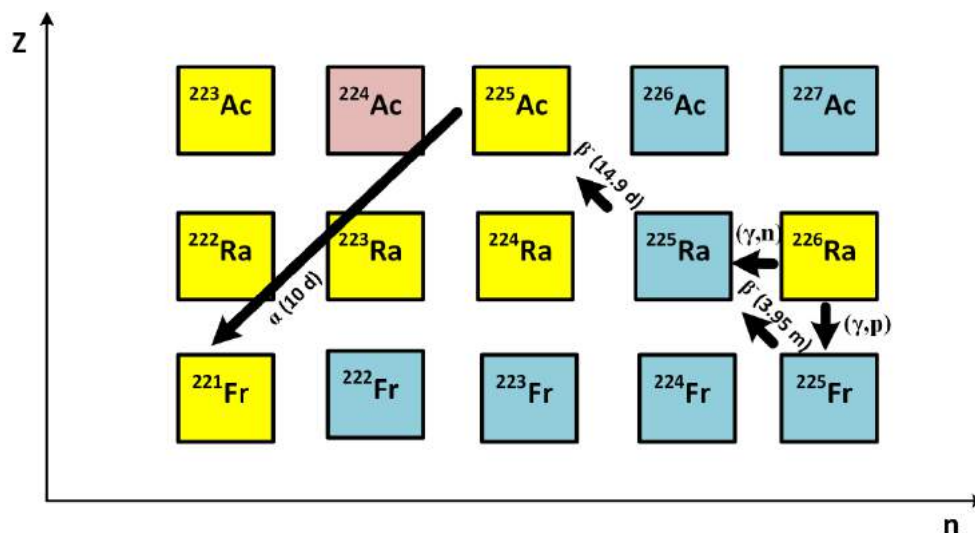 Z
²²³Ac
²²⁴Ac
²²⁵Ac
²²⁶Ac
²²⁷Ac
β⁻ (14.9 d)
²²²Ra
²²³Ra
²²⁴Ra
²²⁵Ra
(γ,n)
²²⁶Ra
α (10 d)
β⁻ (3.95 m)
(γ,p)
²²¹Fr
²²²Fr
²²³Fr
²²⁴Fr
²²⁵Fr
n